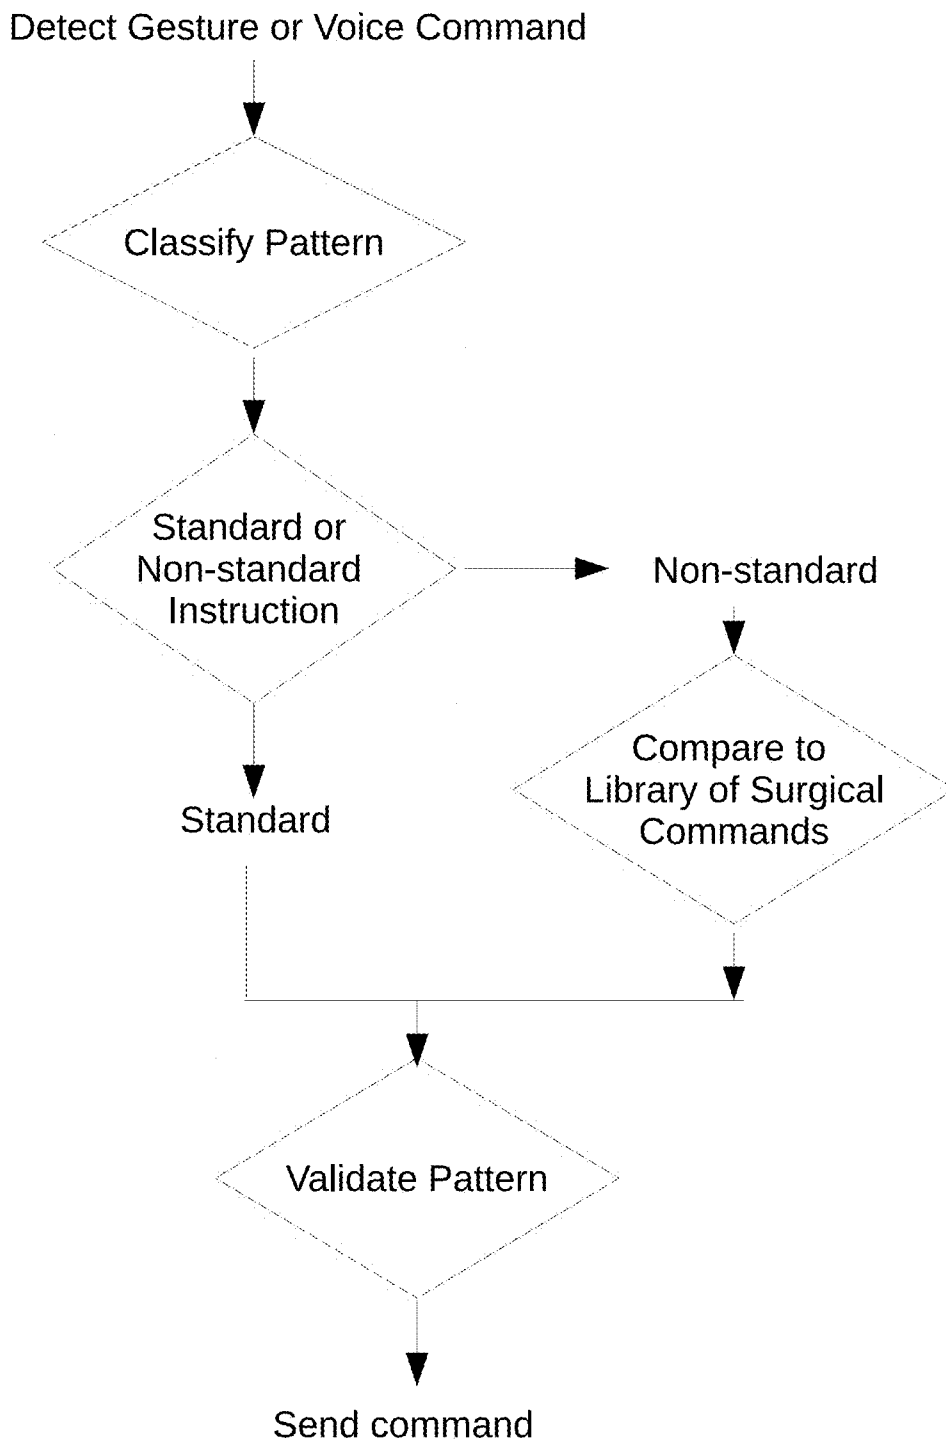 Detect Gesture or Voice Command
Classify Pattern
Standard or
Non-standard
Instruction
Non-standard
Standard
Compare to
Library of Surgical
Commands
Validate Pattern
Send command